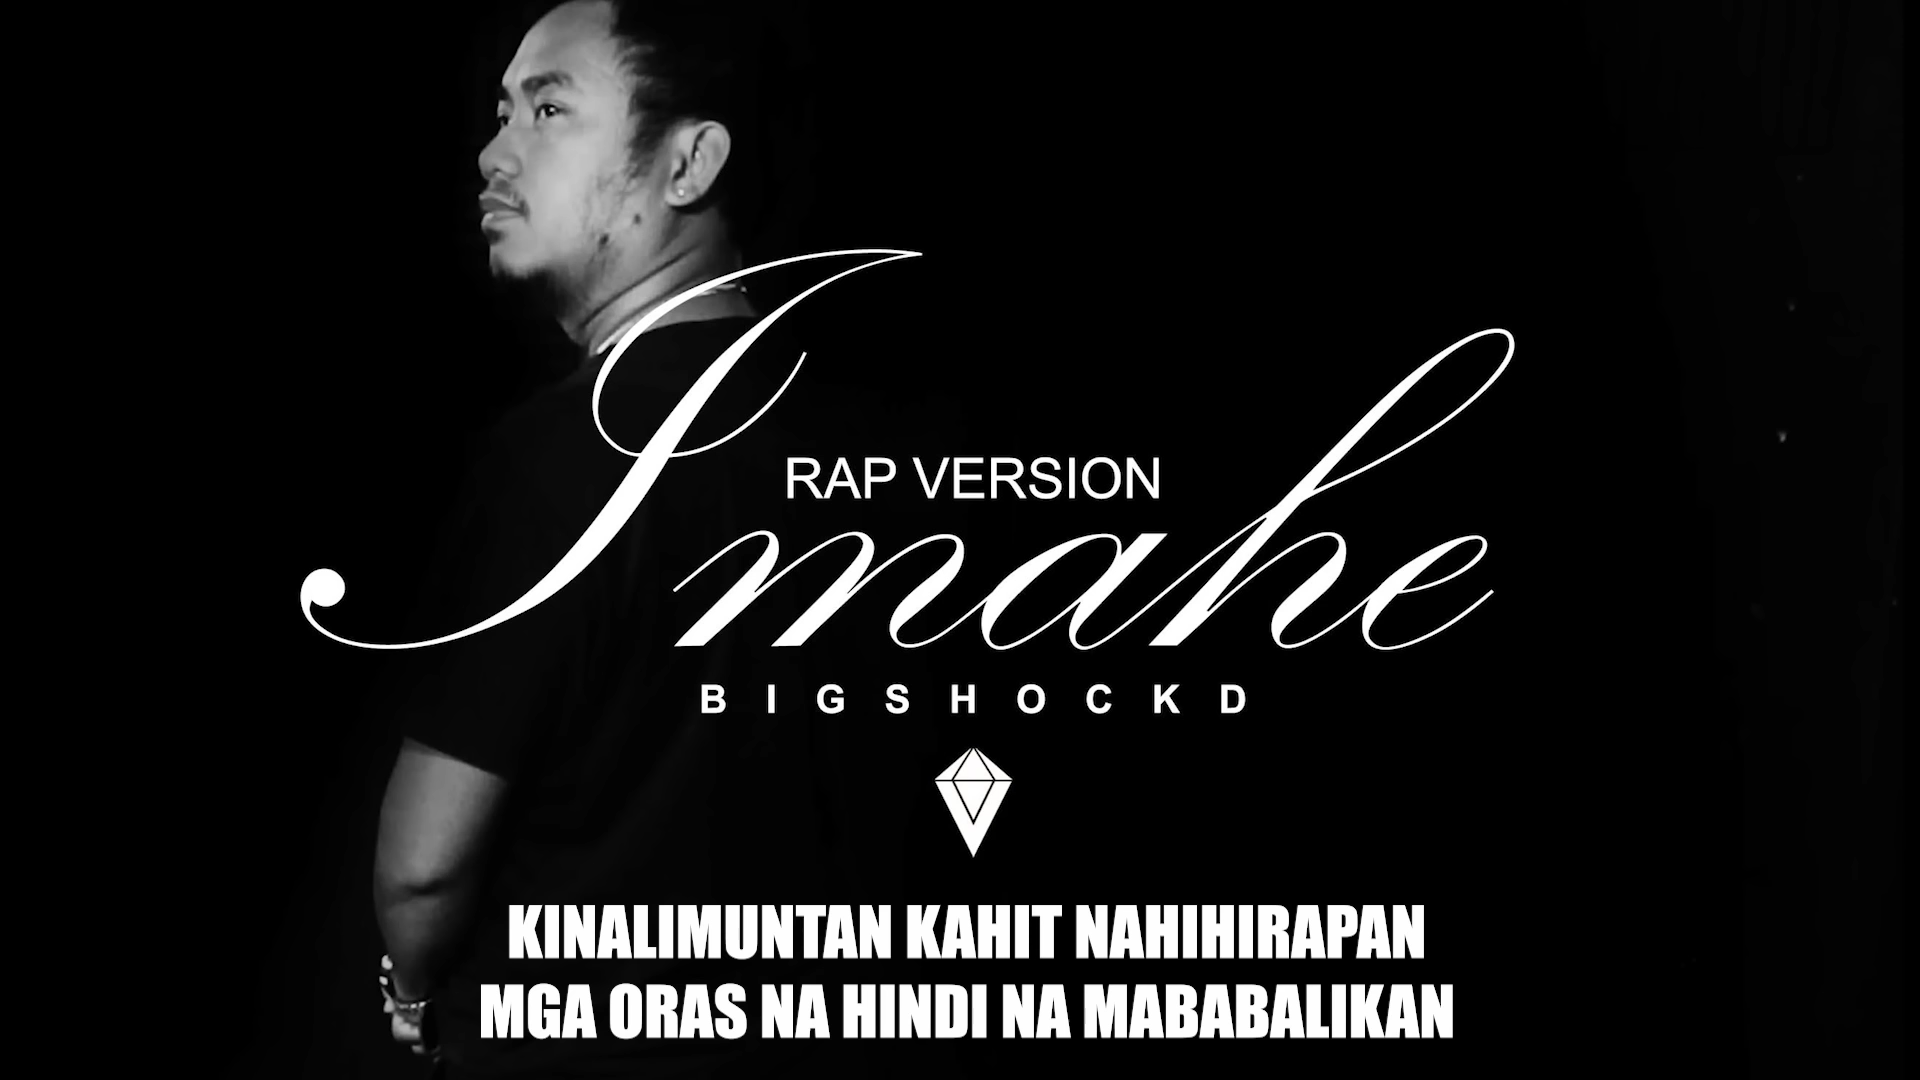 RAP VERSION
Imahe
BIGSHOCKD
KINALIMUNTAN KAHIT NAHIHIRAPAN
MGA ORAS NA HINDI NA MABABALIKAN